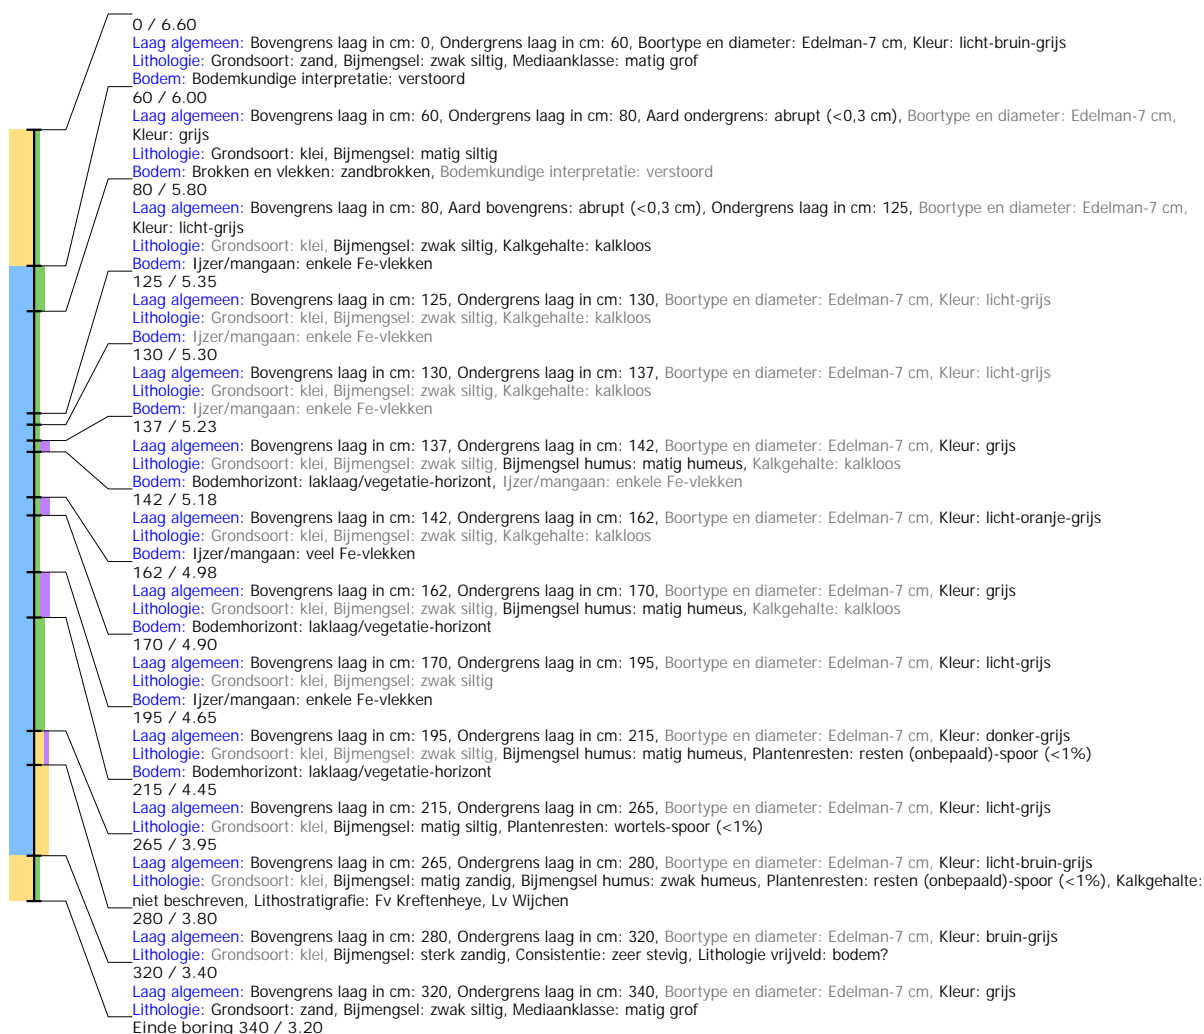 0 / 6.60
Laag algemeen: Bovengrens laag in cm: 0, Ondergrens laag in cm: 60, Boortype en diameter: Edelman-7 cm, Kleur: licht-bruin-grijs
Lithologie: Grondsoort: zand, Bijmengsel: zwak siltig, Mediaanklasse: matig grof
Bodem: Bodemkundige interpretatie: verstoord
60 / 6.00
Laag algemeen: Bovengrens laag in cm: 60, Ondergrens laag in cm: 80, Aard ondergrens: abrupt (<0,3 cm), Boortype en diameter: Edelman-7 cm,
Kleur: grijs
Lithologie: Grondsoort: klei, Bijmengsel: matig siltig
Bodem: Brokken en vlekken: zandbrokken, Bodemkundige interpretatie: verstoord
80 / 5.80
Laag algemeen: Bovengrens laag in cm: 80, Aard bovengrens: abrupt (<0,3 cm), Ondergrens laag in cm: 125, Boortype en diameter: Edelman-7 cm,
Kleur: licht-grijs
Lithologie: Grondsoort: klei, Bijmengsel: zwak siltig, Kalkgehalte: kalkloos
Bodem: Ijzer/mangaan: enkele Fe-vlekken
125 / 5.35
Laag algemeen: Bovengrens laag in cm: 125, Ondergrens laag in cm: 130, Boortype en diameter: Edelman-7 cm, Kleur: licht-grijs
Lithologie: Grondsoort: klei, Bijmengsel: zwak siltig, Kalkgehalte: kalkloos
Bodem: Ijzer/mangaan: enkele Fe-vlekken
130 / 5.30
Laag algemeen: Bovengrens laag in cm: 130, Ondergrens laag in cm: 137, Boortype en diameter: Edelman-7 cm, Kleur: licht-grijs
Lithologie: Grondsoort: klei, Bijmengsel: zwak siltig, Kalkgehalte: kalkloos
Bodem: Ijzer/mangaan: enkele Fe-vlekken
137 / 5.23
Laag algemeen: Bovengrens laag in cm: 137, Ondergrens laag in cm: 142, Boortype en diameter: Edelman-7 cm, Kleur: grijs
Lithologie: Grondsoort: klei, Bijmengsel: zwak siltig, Bijmengsel humus: matig humeus, Kalkgehalte: kalkloos
Bodem: Bodemhorizont: laklaag/vegetatie-horizont, Ijzer/mangaan: enkele Fe-vlekken
142 / 5.18
Laag algemeen: Bovengrens laag in cm: 142, Ondergrens laag in cm: 162, Boortype en diameter: Edelman-7 cm, Kleur: licht-oranje-grijs
Lithologie: Grondsoort: klei, Bijmengsel: zwak siltig, Kalkgehalte: kalkloos
Bodem: Ijzer/mangaan: veel Fe-vlekken
162 / 4.98
Laag algemeen: Bovengrens laag in cm: 162, Ondergrens laag in cm: 170, Boortype en diameter: Edelman-7 cm, Kleur: grijs
Lithologie: Grondsoort: klei, Bijmengsel: zwak siltig, Bijmengsel humus: matig humeus, Kalkgehalte: kalkloos
Bodem: Bodemhorizont: laklaag/vegetatie-horizont
170 / 4.90
Laag algemeen: Bovengrens laag in cm: 170, Ondergrens laag in cm: 195, Boortype en diameter: Edelman-7 cm, Kleur: licht-grijs
Lithologie: Grondsoort: klei, Bijmengsel: zwak siltig
Bodem: Ijzer/mangaan: enkele Fe-vlekken
195 / 4.65
Laag algemeen: Bovengrens laag in cm: 195, Ondergrens laag in cm: 215, Boortype en diameter: Edelman-7 cm, Kleur: donker-grijs
Lithologie: Grondsoort: klei, Bijmengsel: zwak siltig, Bijmengsel humus: matig humeus, Plantenresten: resten (onbepaald)-spoor (<1%)
Bodem: Bodemhorizont: laklaag/vegetatie-horizont
215 / 4.45
Laag algemeen: Bovengrens laag in cm: 215, Ondergrens laag in cm: 265, Boortype en diameter: Edelman-7 cm, Kleur: licht-grijs
Lithologie: Grondsoort: klei, Bijmengsel: matig siltig, Plantenresten: wortels-spoor (<1%)
265 / 3.95
Laag algemeen: Bovengrens laag in cm: 265, Ondergrens laag in cm: 280, Boortype en diameter: Edelman-7 cm, Kleur: licht-bruin-grijs
Lithologie: Grondsoort: klei, Bijmengsel: matig zandig, Bijmengsel humus: zwak humeus, Plantenresten: resten (onbepaald)-spoor (<1%), Kalkgehalte:
niet beschreven, Lithostratigrafie: Fv Kreftenheye, Lv Wijchen
280 / 3.80
Laag algemeen: Bovengrens laag in cm: 280, Ondergrens laag in cm: 320, Boortype en diameter: Edelman-7 cm, Kleur: bruin-grijs
Lithologie: Grondsoort: klei, Bijmengsel: sterk zandig, Consistentie: zeer stevig, Lithologie vrijveld: bodem?
320 / 3.40
Laag algemeen: Bovengrens laag in cm: 320, Ondergrens laag in cm: 340, Boortype en diameter: Edelman-7 cm, Kleur: grijs
Lithologie: Grondsoort: zand, Bijmengsel: zwak siltig, Mediaanklasse: matig grof
Einde boring 340 / 3.20